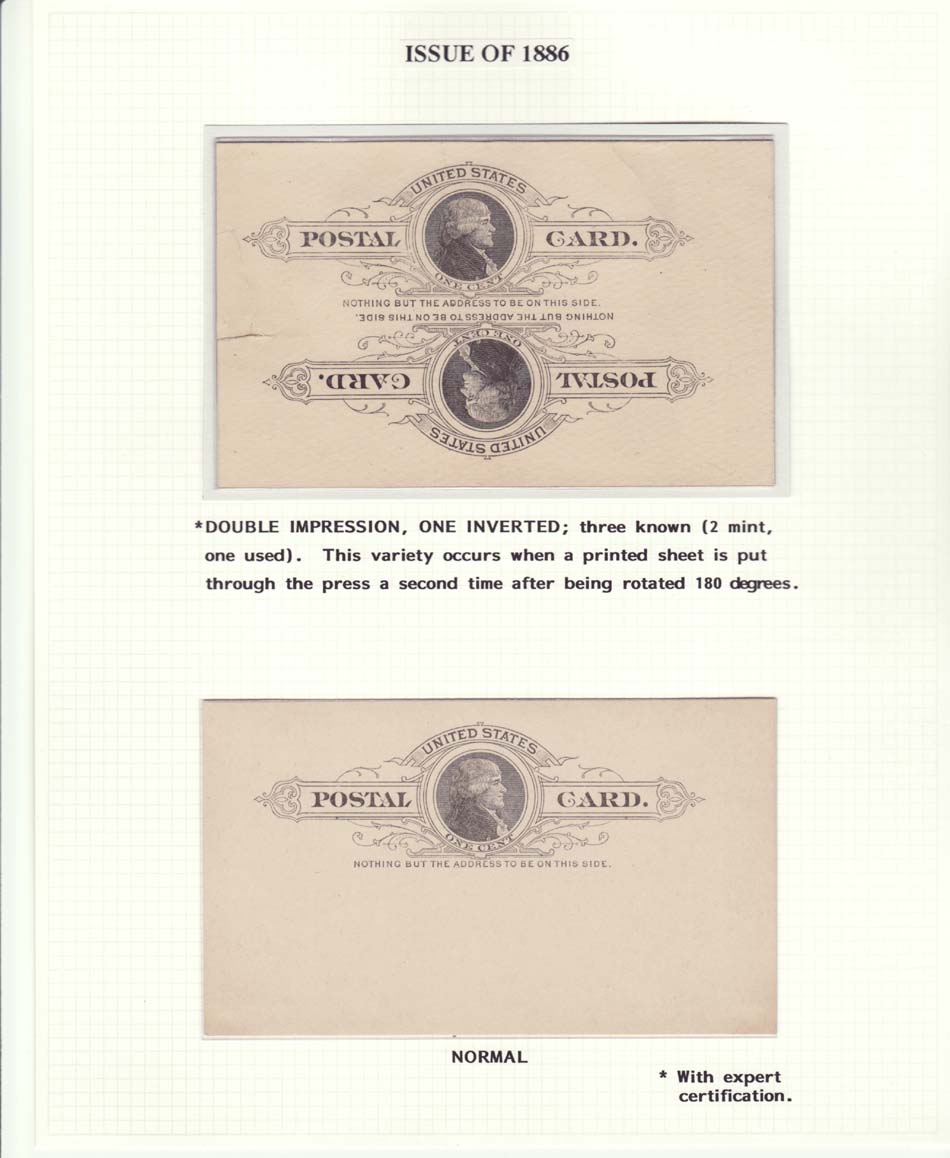 ISSUE OF 1886
UNITED STATES
POSTAL CARD.
ONE CENT
NOTHING BUT THE ADDRESS TO BE ON THIS SIDE.
NOTHING BUT THE ADDRESS TO BE ON THIS SIDE.
ONE CENT
POSTAL CARD.
UNITED STATES
*DOUBLE IMPRESSION, ONE INVERTED; three known (2 mint,
one used). This variety occurs when a printed sheet is put
through the press a second time after being rotated 180 degrees.
UNITED STATES
POSTAL CARD.
ONE CENT
NOTHING BUT THE ADDRESS TO BE ON THIS SIDE.
NORMAL
* With expert
certification.